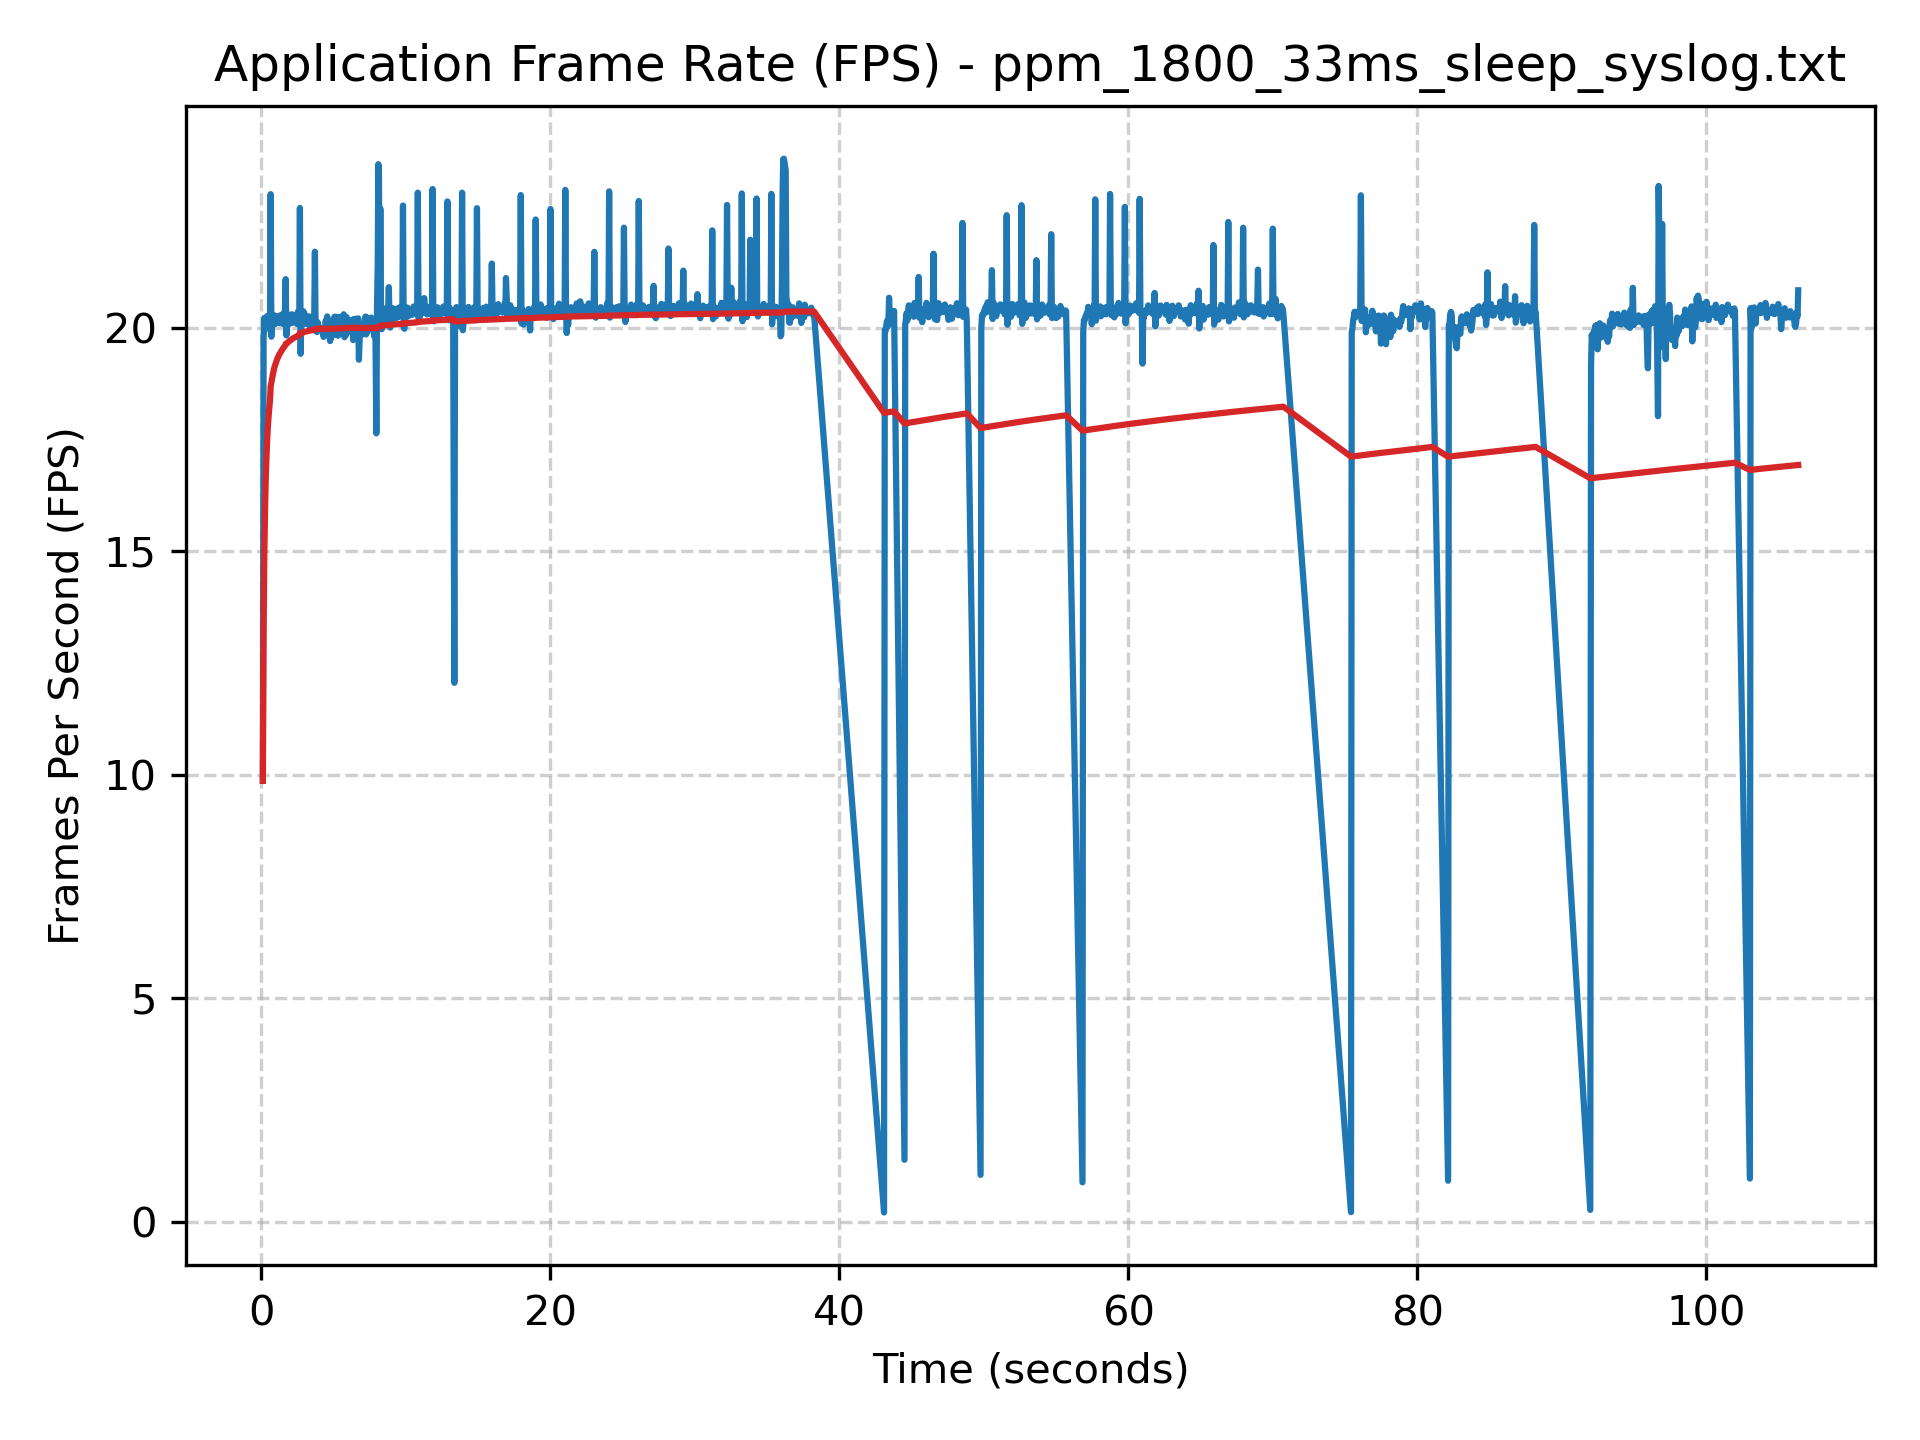 Application Frame Rate (FPS) - ppm_1800_33ms_sleep_syslog.txt
Frames Per Second (FPS)
20
15
10
5
0
0 20 40 60 80 100
Time (seconds)